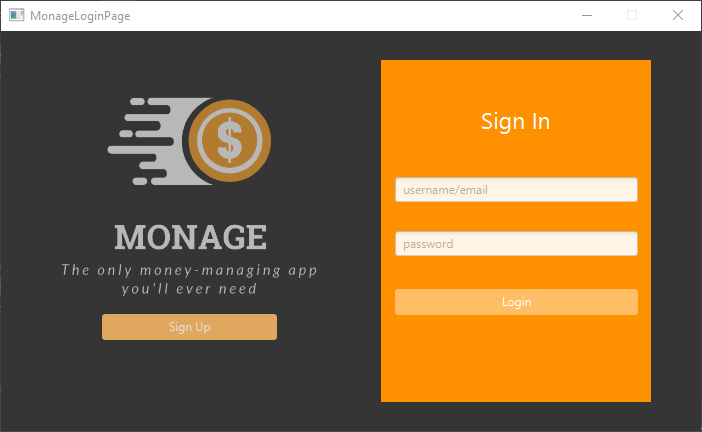 MonageLoginPage
$
MONAGE
The only money-managing app
you'll ever need
Sign Up
Sign In
username/email
password
Login